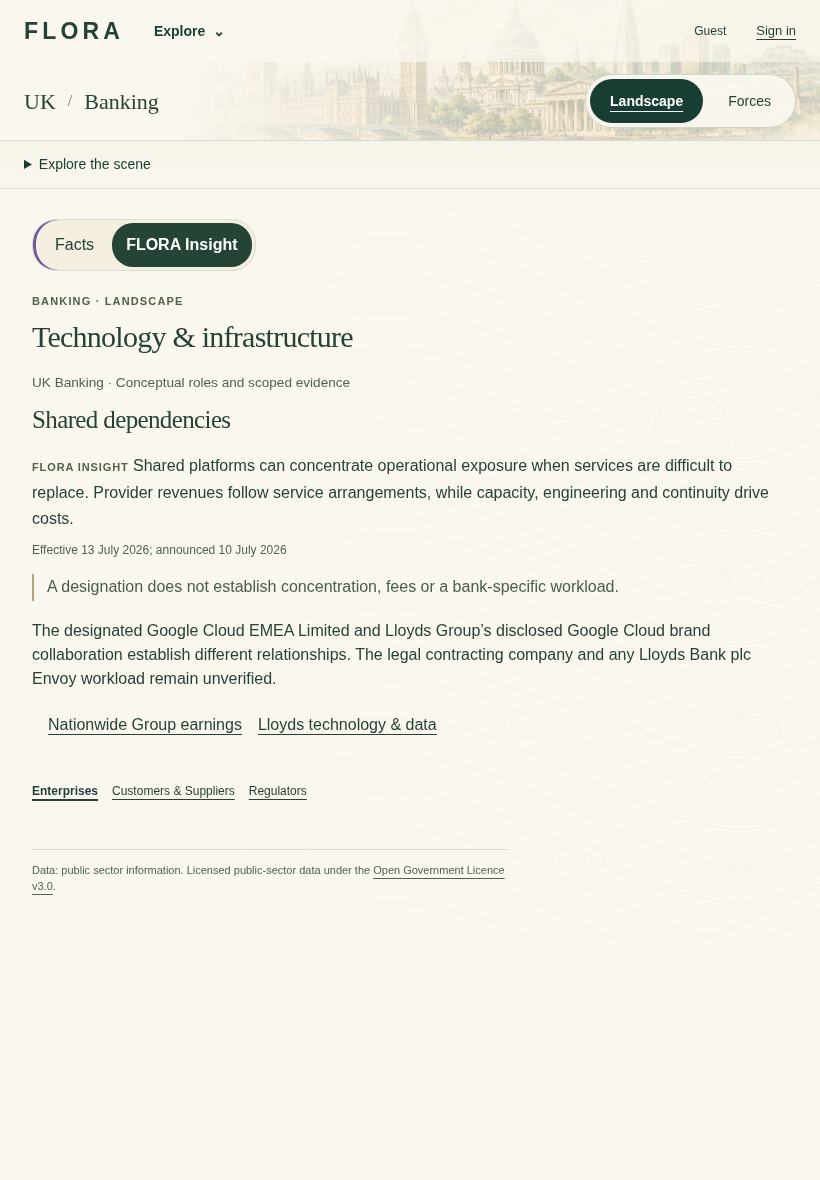 FLORA
Explore
Guest
Sign in
UK / Banking
Landscape
Forces
Explore the scene
Facts
FLORA Insight
BANKING · LANDSCAPE
Technology & infrastructure
UK Banking · Conceptual roles and scoped evidence
Shared dependencies
FLORA INSIGHT Shared platforms can concentrate operational exposure when services are difficult to
replace. Provider revenues follow service arrangements, while capacity, engineering and continuity drive
costs.
Effective 13 July 2026; announced 10 July 2026
A designation does not establish concentration, fees or a bank-specific workload.
The designated Google Cloud EMEA Limited and Lloyds Group’s disclosed Google Cloud brand
collaboration establish different relationships. The legal contracting company and any Lloyds Bank plc
Envoy workload remain unverified.
Nationwide Group earnings Lloyds technology & data
Enterprises Customers & Suppliers Regulators
Data: public sector information. Licensed public-sector data under the Open Government Licence
v3.0.